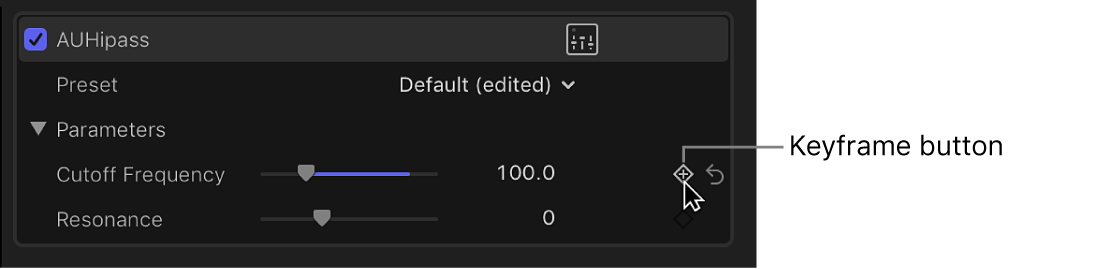 AUHipass
Preset Default (edited)
Parameters
Keyframe button
Cutoff Frequency 100.0
Resonance 0